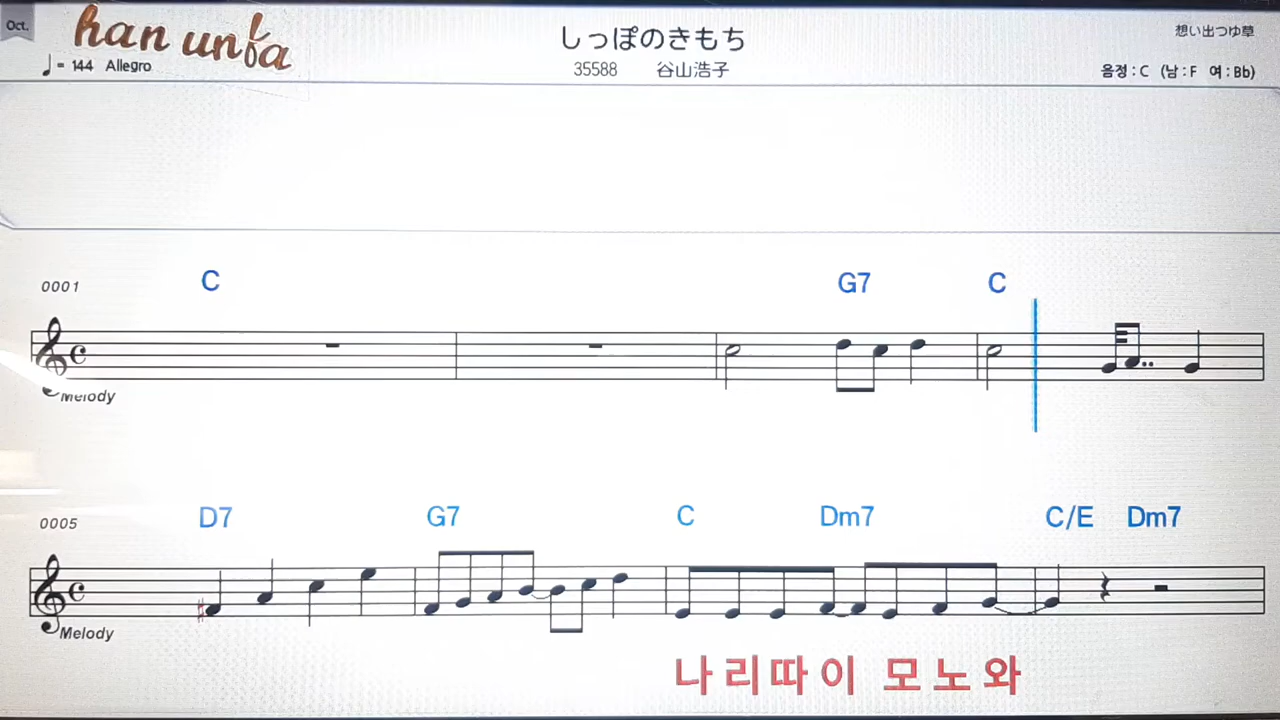 Oct.
han unfa
♩= 144 Allegro
しっぽのきもち
35588 谷山浩子
想い出つゆ草
음정 : C (남 : F 여 : Bb)
0001
C G7 C
Melody
0005
D7 G7 C Dm7 C/E Dm7
Melody
나 리 따 이 모 노 와